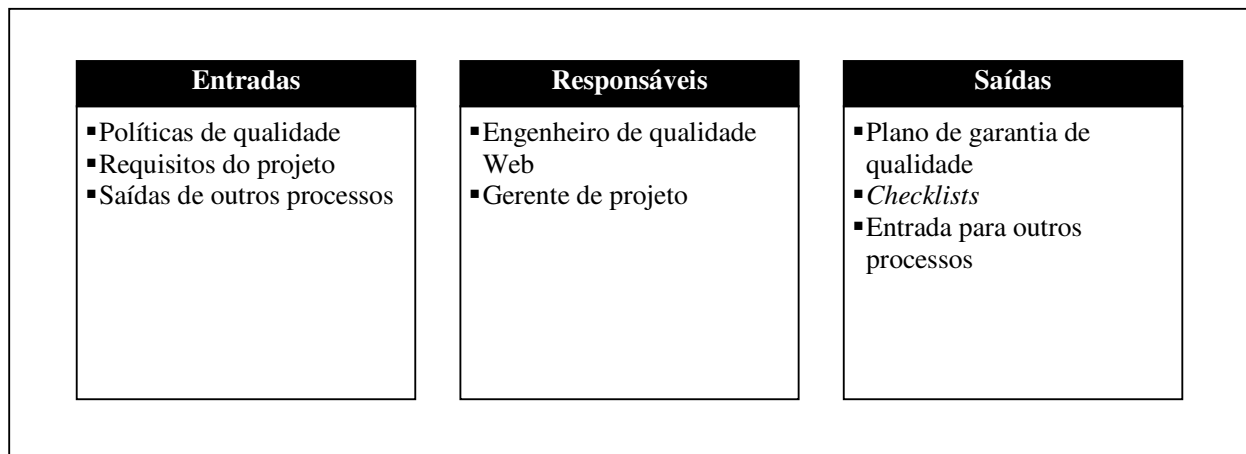 Entradas
▪Políticas de qualidade
▪Requisitos do projeto
▪Saídas de outros processos
Responsáveis
▪Engenheiro de qualidade
Web
▪Gerente de projeto
Saídas
▪Plano de garantia de
qualidade
▪Checklists
▪Entrada para outros
processos